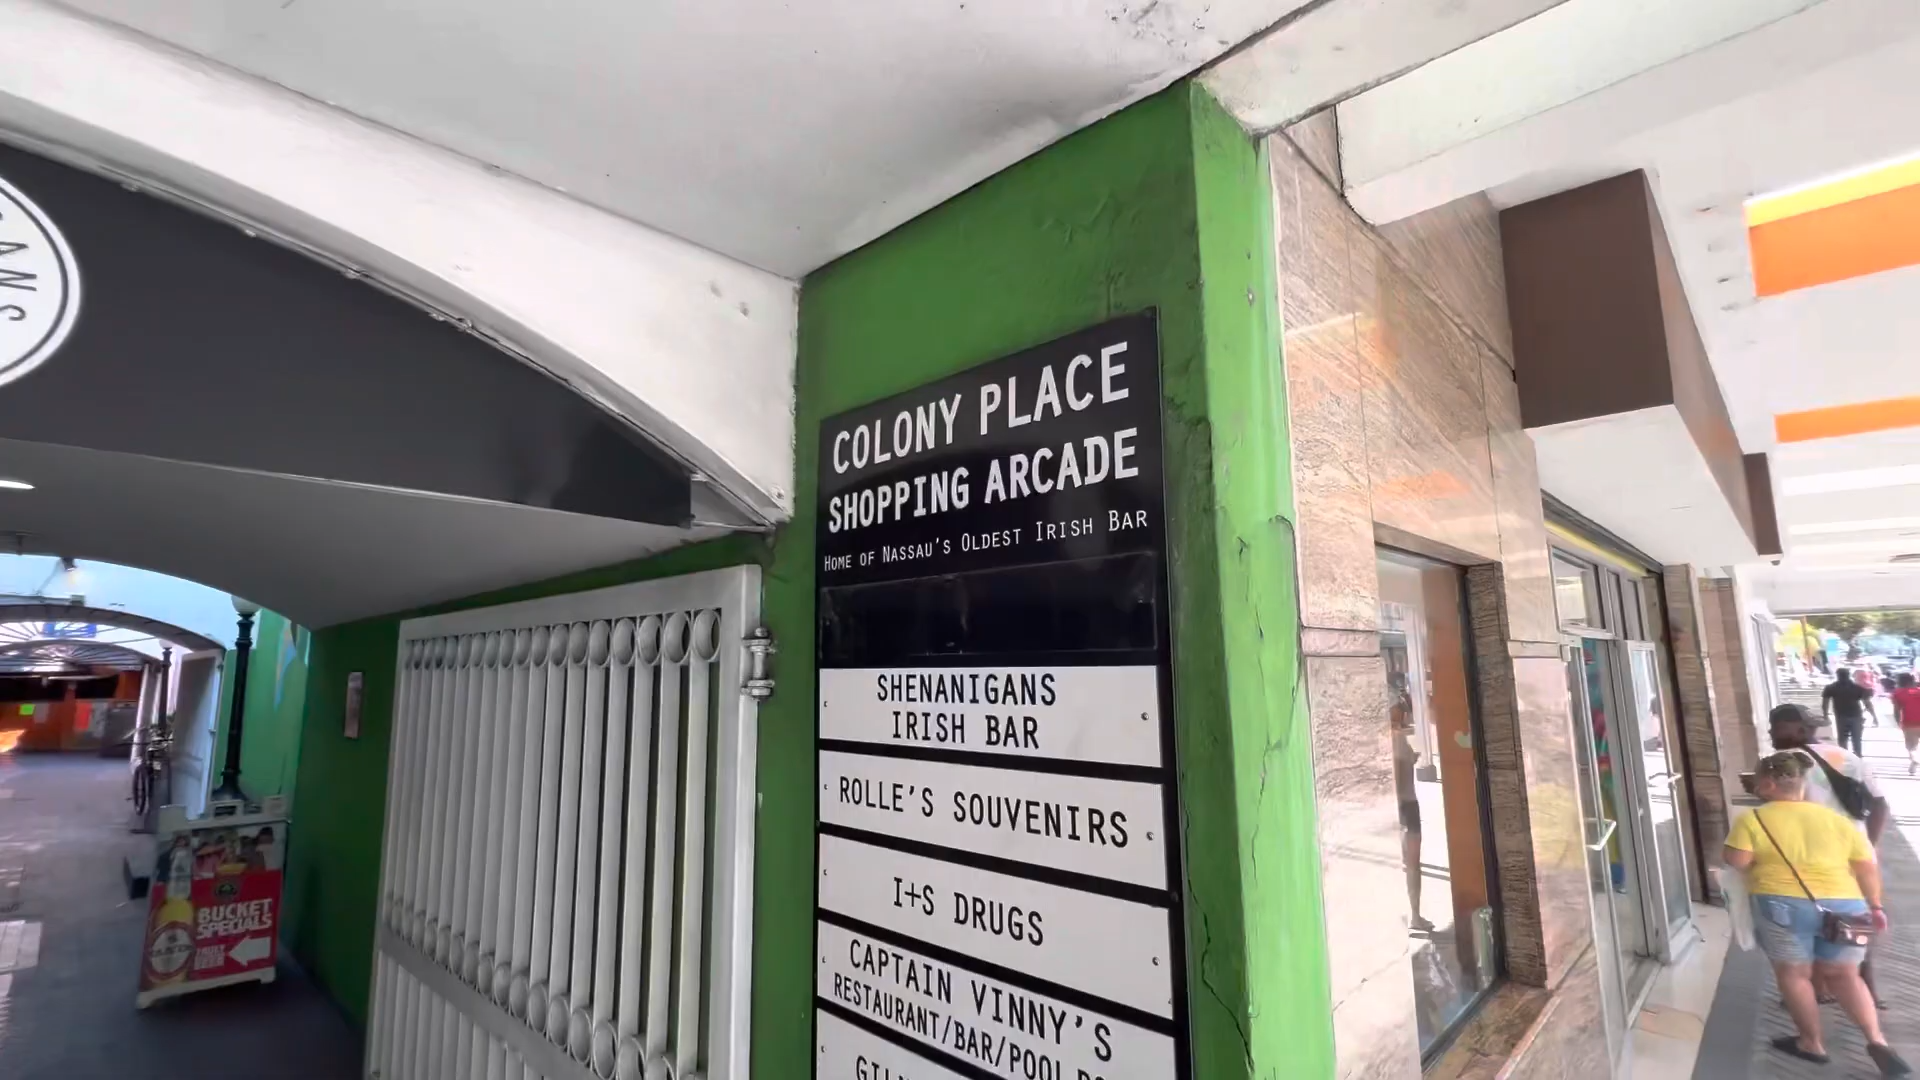 COLONY PLACE
SHOPPING ARCADE
HOME OF NASSAU'S OLDEST IRISH BAR
SHENANIGANS
IRISH BAR
ROLLE'S SOUVENIRS
I+S DRUGS
CAPTAIN VINNY'S
RESTAURANT/BAR/POOL
BUCKET
SPECIALS